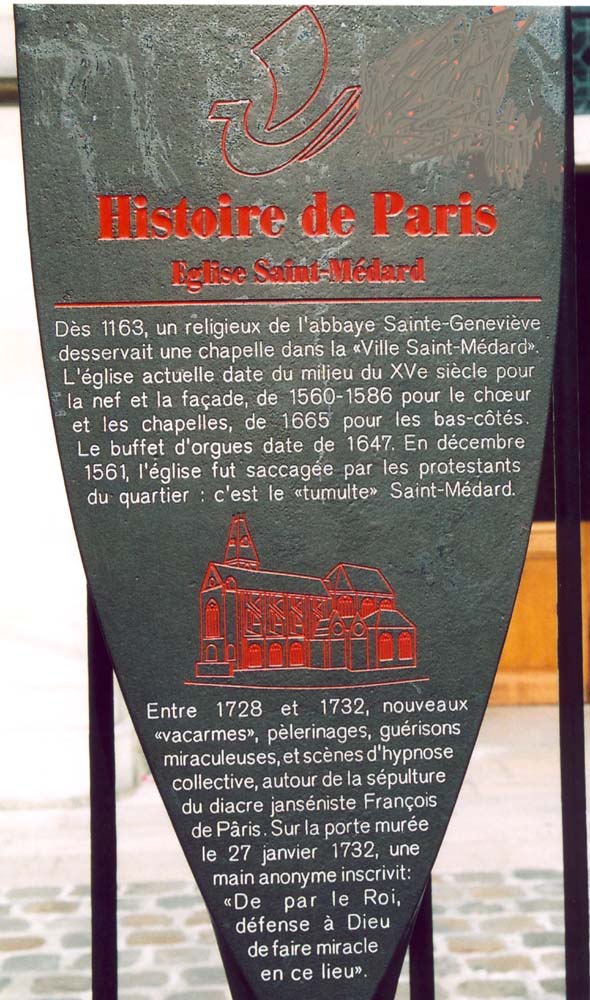 Histoire de Paris
Eglise Saint-Médard
Dès 1163, un religieux de l'abbaye Sainte-Geneviève
desservait une chapelle dans la «Ville Saint-Médard».
L'église actuelle date du milieu du XVe siècle pour
la nef et la façade, de 1560-1586 pour le chœur
et les chapelles, de 1665 pour les bas-côtés.
Le buffet d'orgues date de 1647. En décembre
1561, l'église fut saccagée par les protestants
du quartier : c'est le «tumulte» Saint-Médard.
Entre 1728 et 1732, nouveaux
«vacarmes», pèlerinages, guérisons
miraculeuses, et scènes d'hypnose
collective, autour de la sépulture
du diacre janséniste François
de Pâris. Sur la porte murée
le 27 janvier 1732, une
main anonyme inscrivit:
«De par le Roi,
défense à Dieu
de faire miracle
en ce lieu».